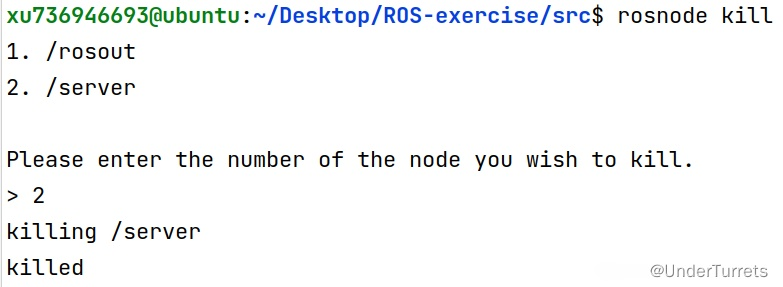 xu736946693@ubuntu:~/Desktop/ROS-exercise/src$ rosnode kill
1. /rosout
2. /server
Please enter the number of the node you wish to kill.
> 2
killing /server
killed
@UnderTurrets